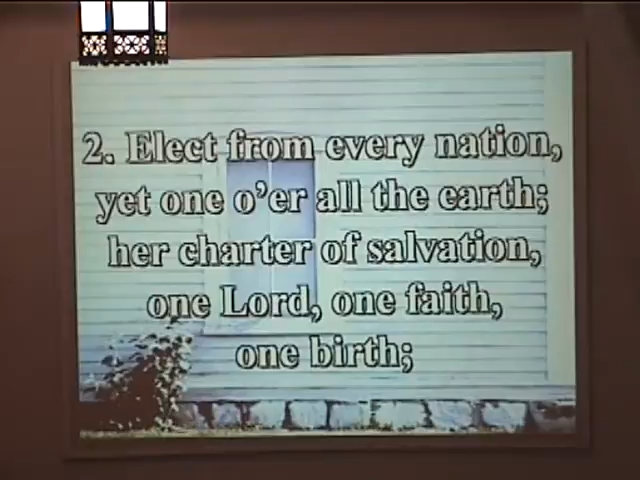 2. Elect from every nation,
yet one o'er all the earth;
her charter of salvation,
one Lord, one faith,
one birth;